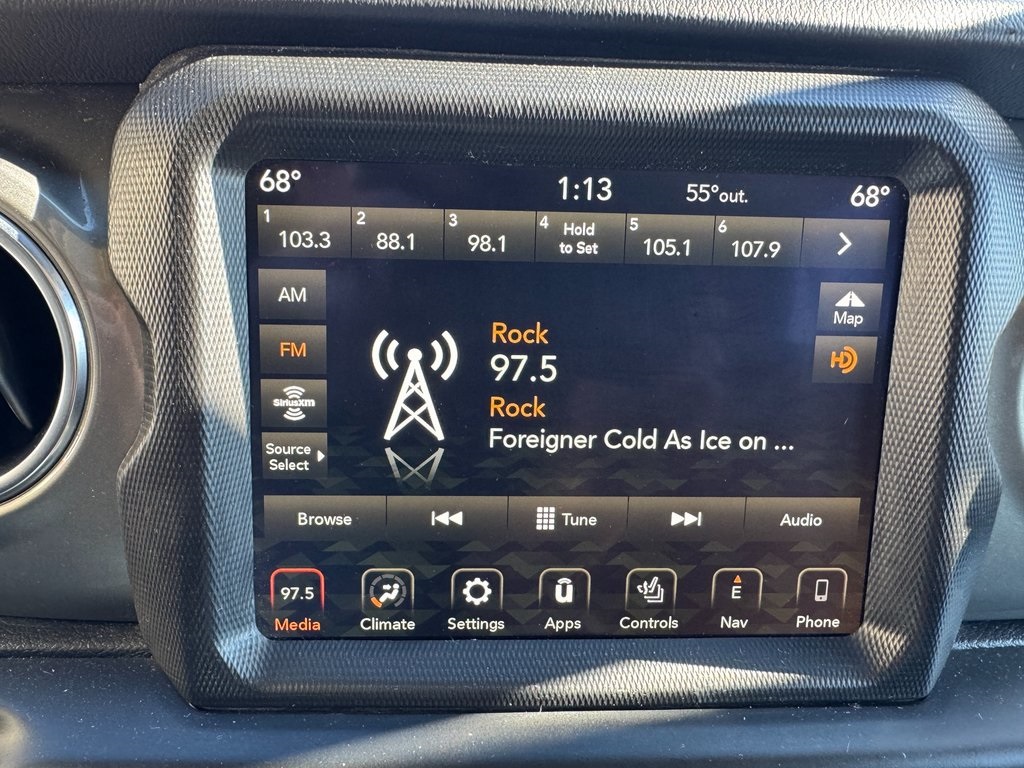 68° 1:13 55°out. 68°
1 103.3 2 88.1 3 98.1 4 Hold to Set 5 105.1 6 107.9
AM
Map
FM
HD
SiriusXM
Source
Select
Rock
97.5
Rock
Foreigner Cold As Ice on ...
Browse Tune Audio
97.5 E
Media Climate Settings Apps Controls Nav Phone